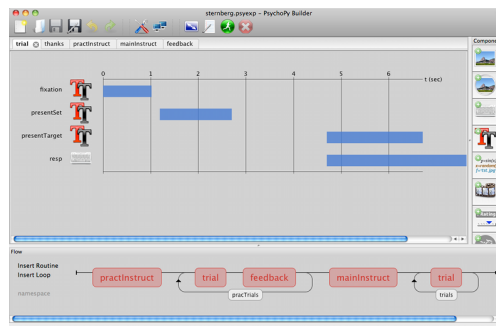 sternberg.psyexp - PsychoPy Builder
trial thanks practInstruct mainInstruct feedback
Componen
0 1 2 3 4 5 6 t (sec)
fixation
presentSet
presentTarget
resp
Flow
Insert Routine
Insert Loop
namespace
practInstruct trial feedback mainInstruct trial
pracTrials trials